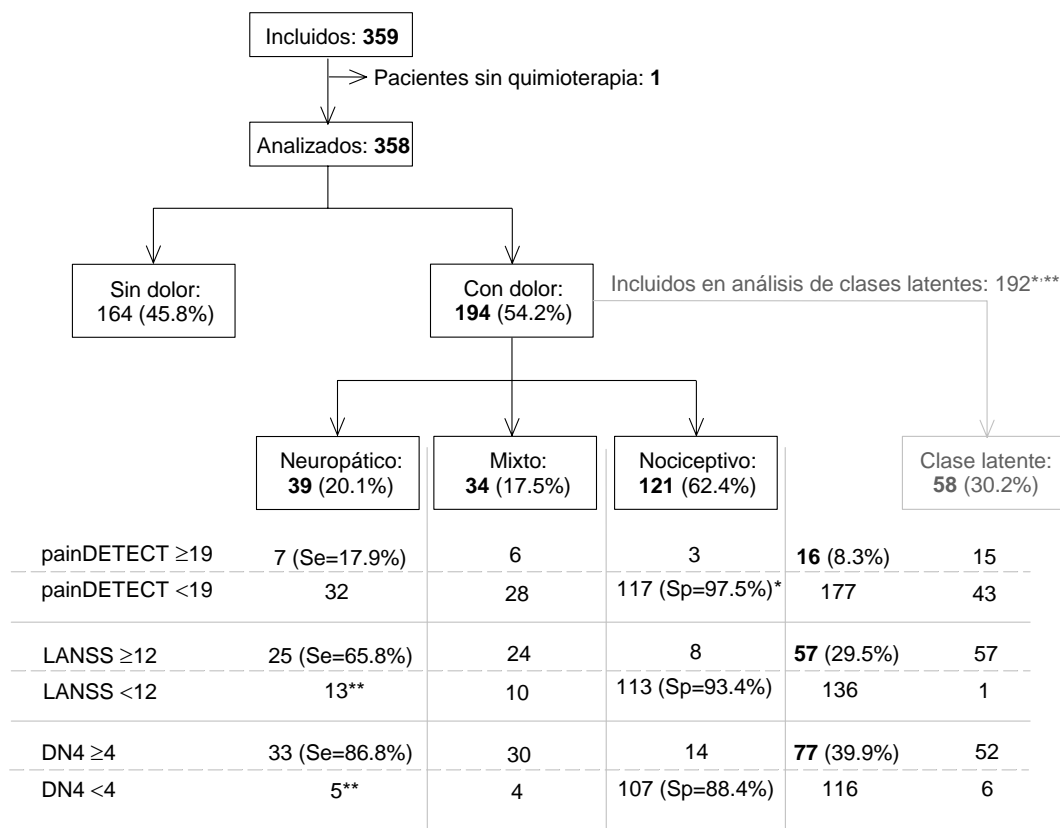 Incluidos: 359
Pacientes sin quimioterapia: 1
Analizados: 358
Sin dolor:
164 (45.8%)
Con dolor:
194 (54.2%)
Incluidos en análisis de clases latentes: 192*,**
Neuropático:
39 (20.1%)
Mixto:
34 (17.5%)
Nociceptivo:
121 (62.4%)
Clase latente:
58 (30.2%)
painDETECT ≥19 7 (Se=17.9%) 6 3 16 (8.3%) 15
painDETECT <19 32 28 117 (Sp=97.5%)* 177 43
LANSS ≥12 25 (Se=65.8%) 24 8 57 (29.5%) 57
LANSS <12 13** 10 113 (Sp=93.4%) 136 1
DN4 ≥4 33 (Se=86.8%) 30 14 77 (39.9%) 52
DN4 <4 5** 4 107 (Sp=88.4%) 116 6